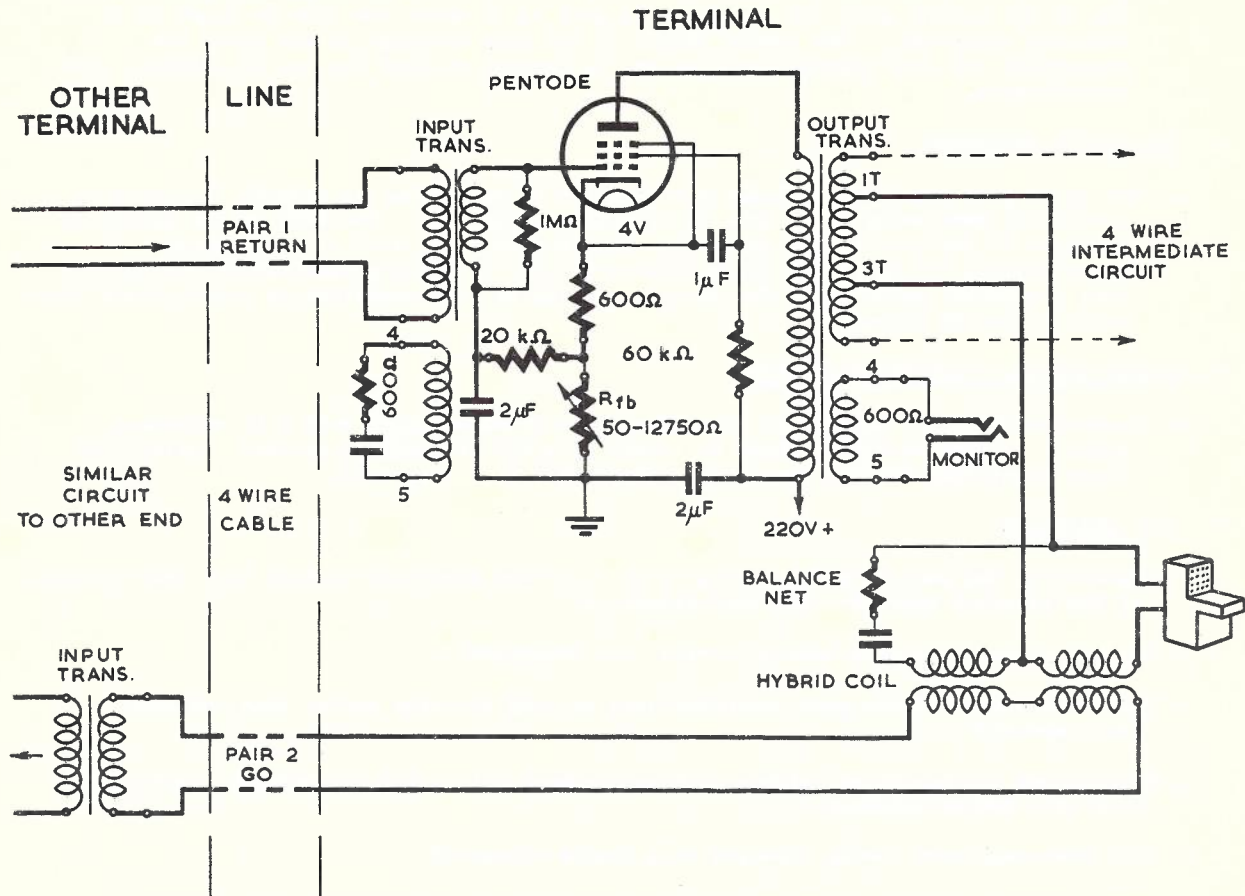 TERMINAL
OTHER
TERMINAL
LINE
PENTODE
INPUT
TRANS.
OUTPUT
TRANS.
1T
1MΩ
4V
PAIR 1
RETURN
4 WIRE
INTERMEDIATE
CIRCUIT
3T
1μF
600Ω
20 kΩ
60 kΩ
4
600Ω
2μF
Rfb
50-12750Ω
4
600Ω
5
MONITOR
5
SIMILAR
CIRCUIT
TO OTHER END
4 WIRE
CABLE
2μF
220V +
BALANCE
NET
INPUT
TRANS.
HYBRID COIL
PAIR 2
GO